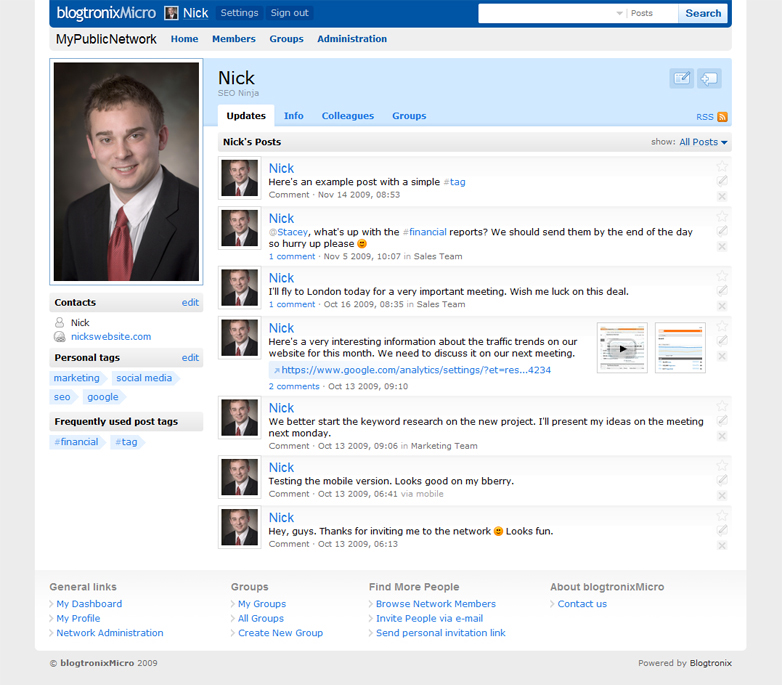 blogtronixMicro Nick Settings Sign out Posts Search
MyPublicNetwork Home Members Groups Administration
Nick
SEO Ninja
Updates Info Colleagues Groups RSS
Nick's Posts show: All Posts
Nick
Here's an example post with a simple #tag
Comment · Nov 14 2009, 08:53
Nick
@Stacey, what's up with the #financial reports? We should send them by the end of the day
so hurry up please
1 comment · Nov 5 2009, 10:07 in Sales Team
Nick
I'll fly to London today for a very important meeting. Wish me luck on this deal.
1 comment · Oct 16 2009, 08:35 in Sales Team
Nick
Here's a very interesting information about the traffic trends on our
website for this month. We need to discuss it on our next meeting.
https://www.google.com/analytics/settings/?et=res...4234
2 comments · Oct 13 2009, 09:10
Nick
We better start the keyword research on the new project. I'll present my ideas on the meeting
next monday.
Comment · Oct 13 2009, 09:06 in Marketing Team
Nick
Testing the mobile version. Looks good on my bberry.
Comment · Oct 13 2009, 06:41 via mobile
Nick
Hey, guys. Thanks for inviting me to the network Looks fun.
Comment · Oct 13 2009, 06:13
Contacts edit
Nick
nickswebsite.com
Personal tags edit
marketing social media
seo google
Frequently used post tags
#financial #tag
General links
My Dashboard
My Profile
Network Administration
Groups
My Groups
All Groups
Create New Group
Find More People
Browse Network Members
Invite People via e-mail
Send personal invitation link
About blogtronixMicro
Contact us
© blogtronixMicro 2009 Powered by Blogtronix